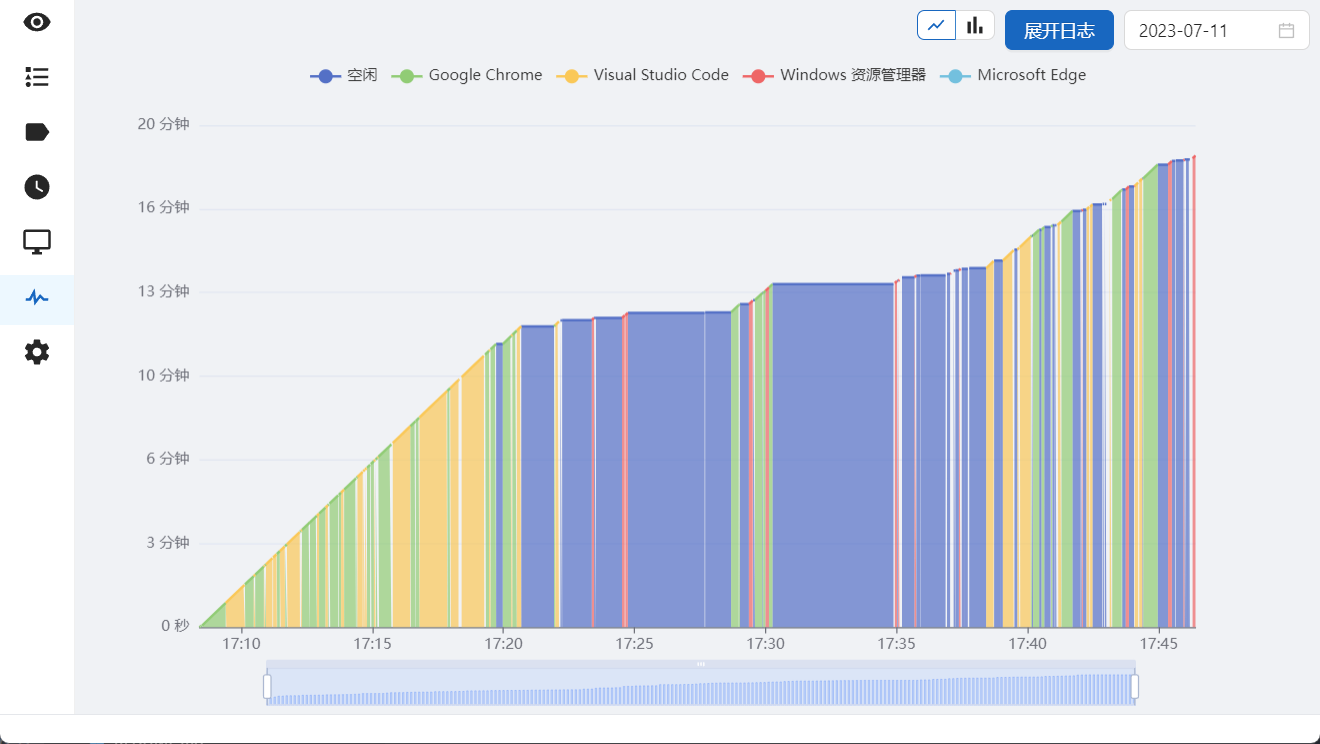 展开日志
2023-07-11
空闲 Google Chrome Visual Studio Code Windows 资源管理器 Microsoft Edge
20 分钟
16 分钟
13 分钟
10 分钟
6 分钟
3 分钟
0 秒
17:10 17:15 17:20 17:25 17:30 17:35 17:40 17:45